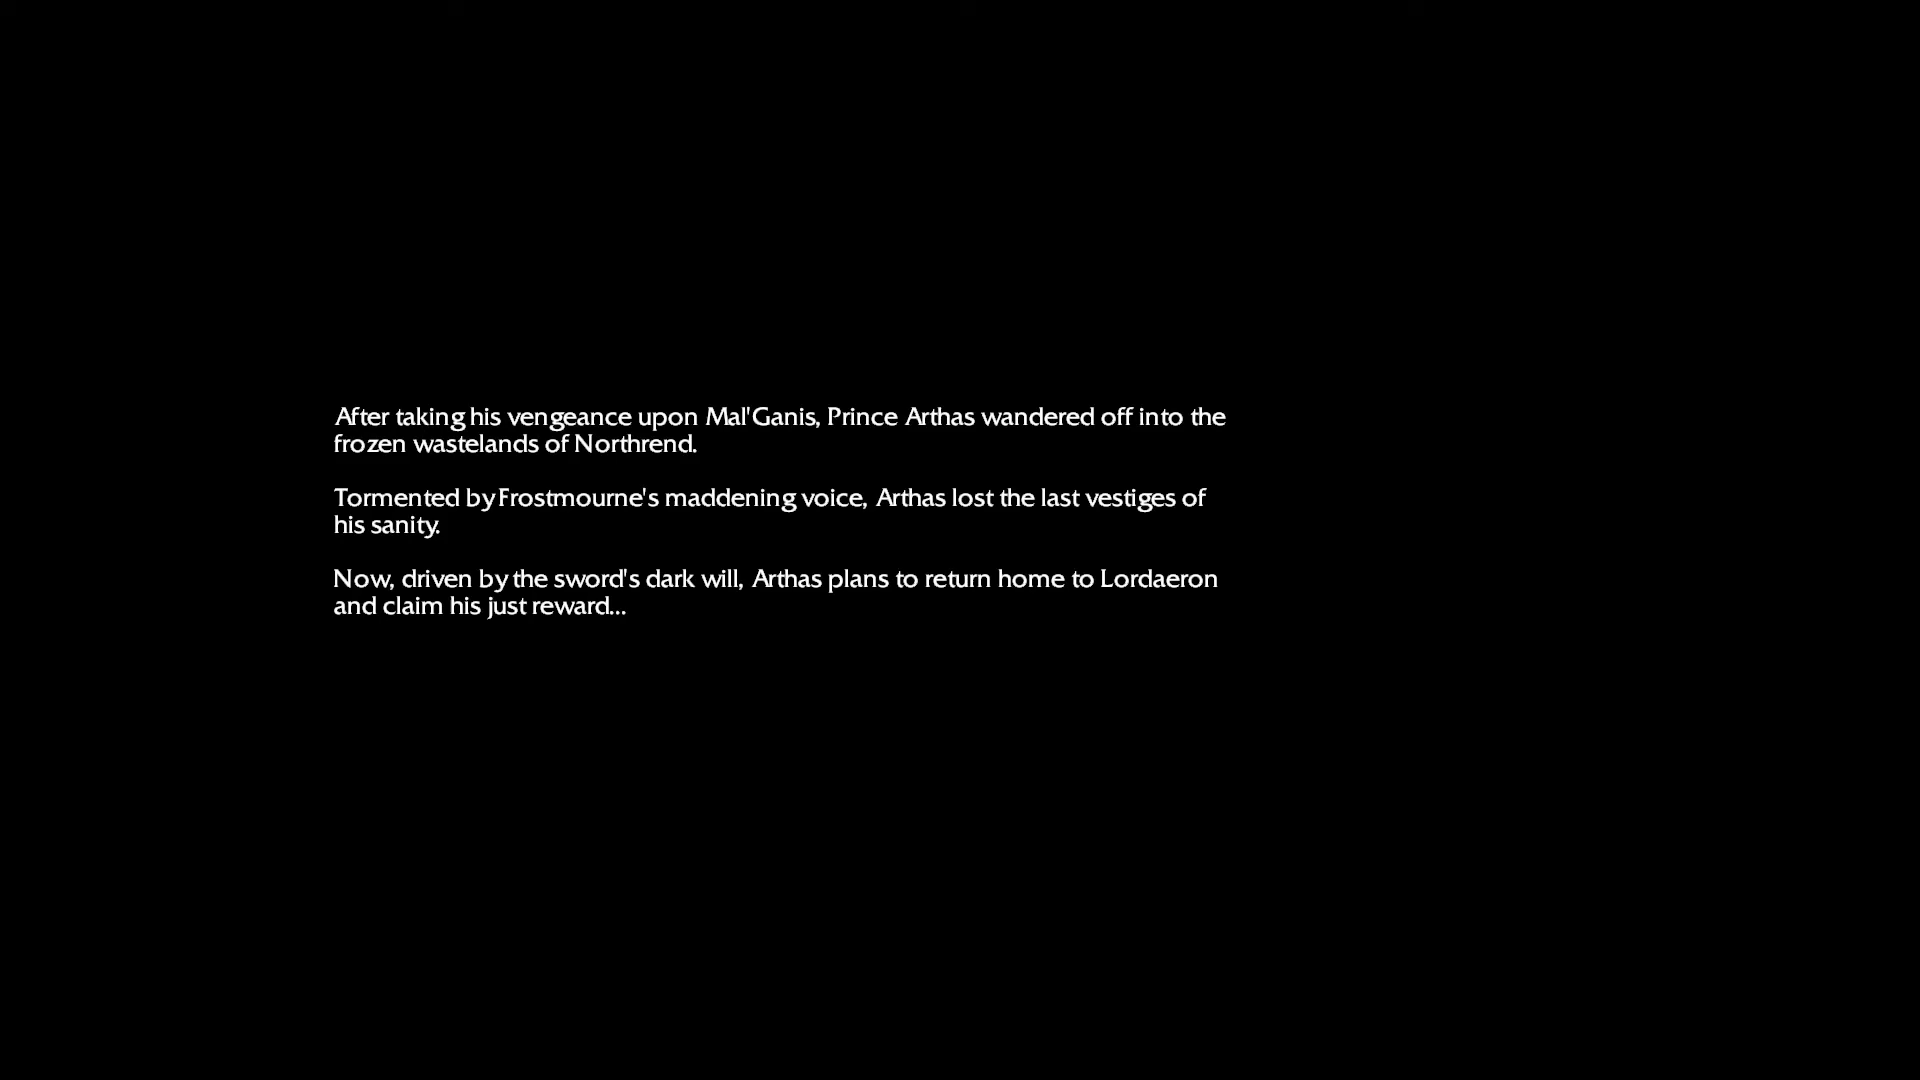 After taking his vengeance upon Mal'Ganis, Prince Arthas wandered off into the
frozen wastelands of Northrend.
Tormented by Frostmourne's maddening voice, Arthas lost the last vestiges of
his sanity.
Now, driven by the sword's dark will, Arthas plans to return home to Lordaeron
and claim his just reward...